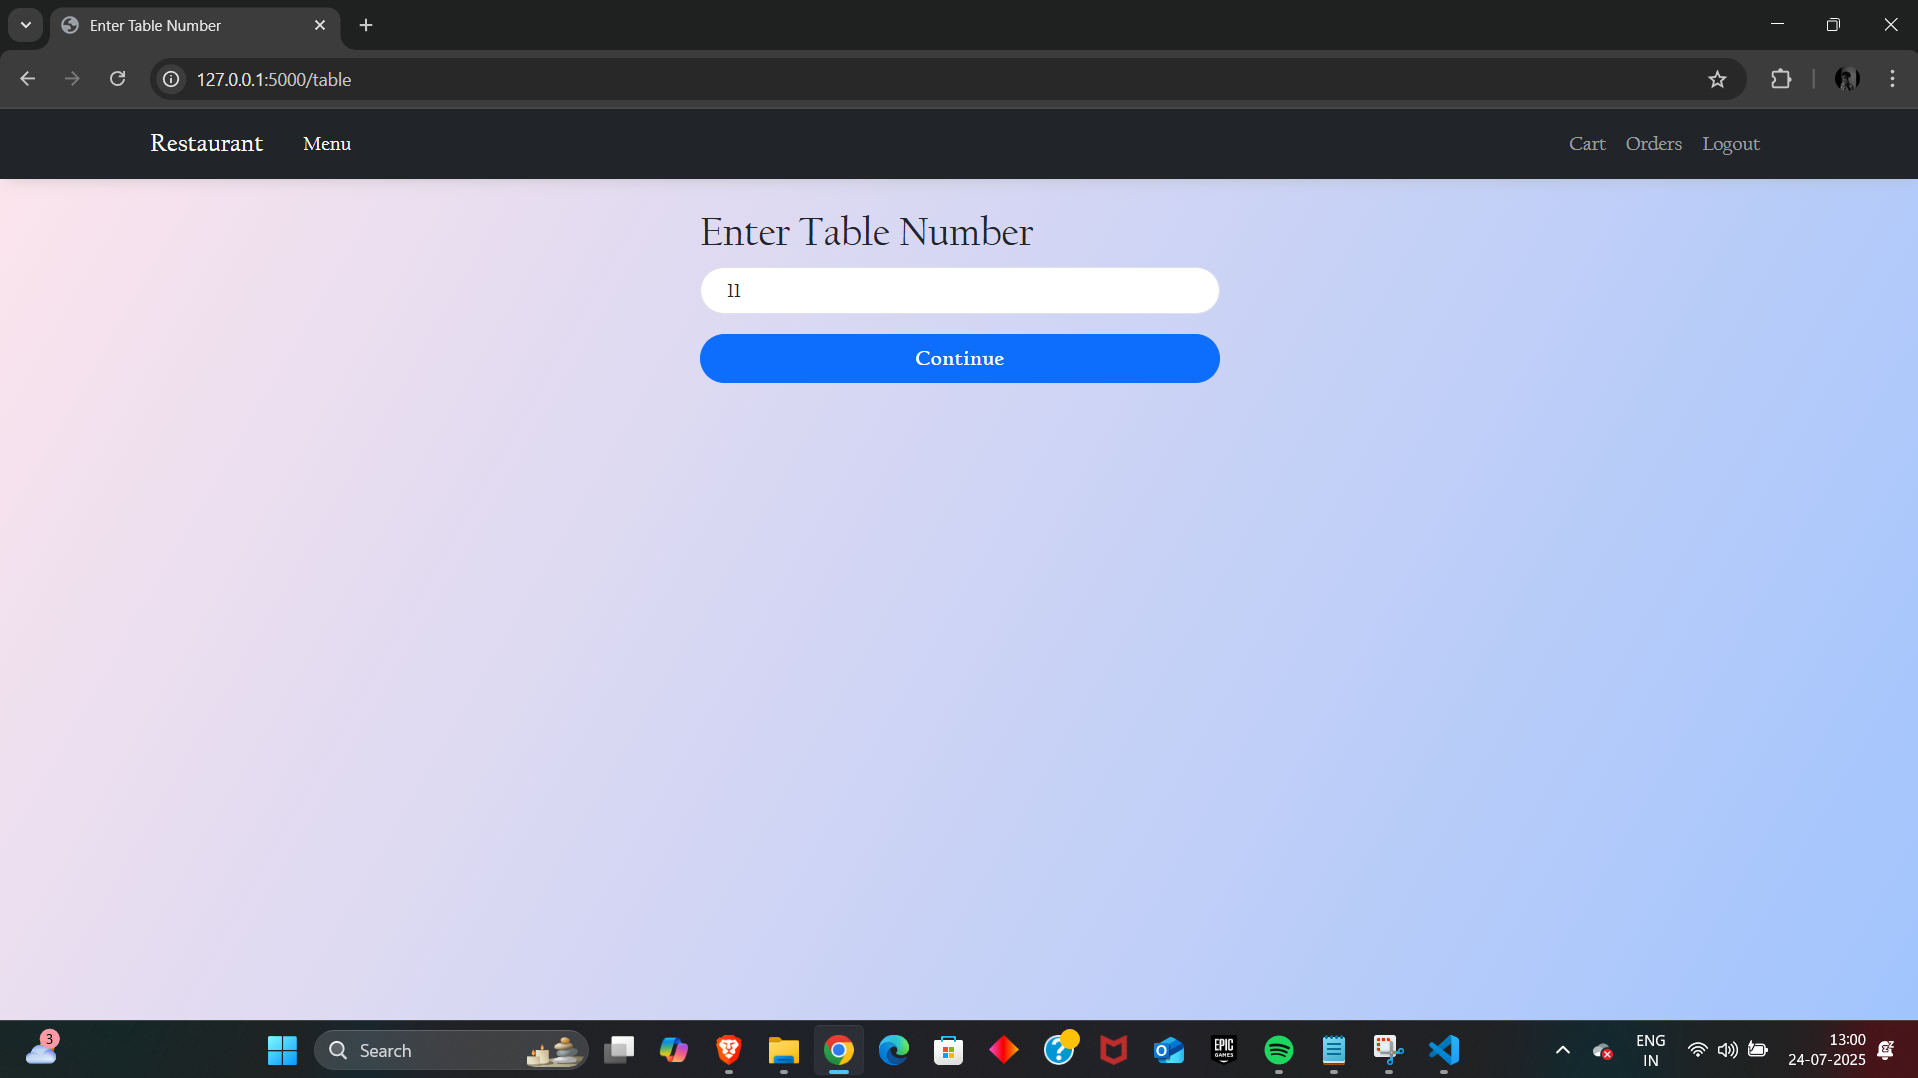 Enter Table Number
127.0.0.1:5000/table
Restaurant Menu Cart Orders Logout
Enter Table Number
11
Continue
3
Search
EPIC
GAMES
ENG
IN
13:00
24-07-2025